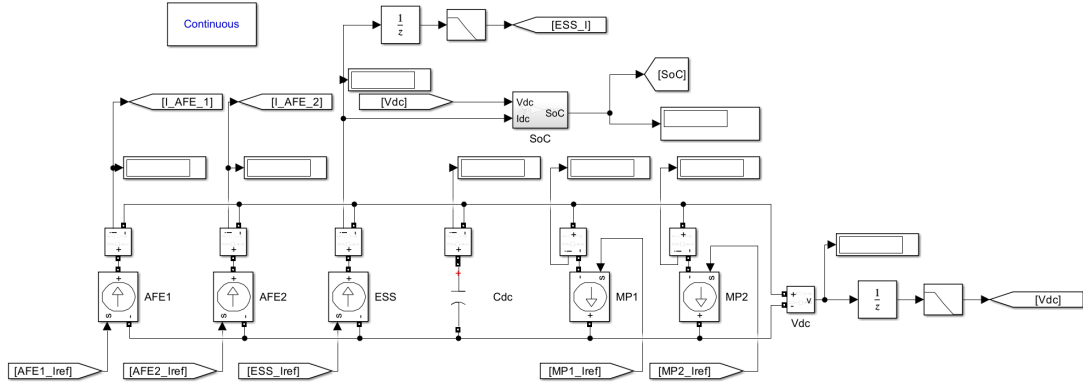 Continuous
1
z
[ESS_I]
[SoC]
[I_AFE_1]
[I_AFE_2]
[Vdc]
Vdc
Idc
SoC
SoC
i
-
+
i
-
+
i
-
+
i
-
+
+
i
-
+
i
-
s
s
+
+
+
+
-
-
AFE1
AFE2
ESS
Cdc
MP1
MP2
s
-
s
-
s
-
+
+
+
-
v
Vdc
1
z
[Vdc]
[AFE1_Iref]
[AFE2_Iref]
[ESS_Iref]
[MP1_Iref]
[MP2_Iref]